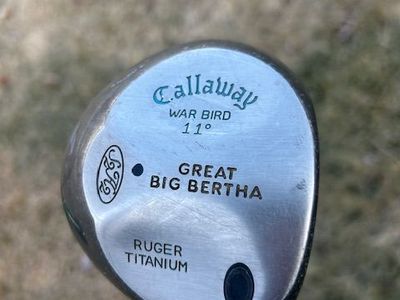 Callaway
WAR BIRD
11°
GREAT
BIG BERTHA
RUGER
TITANIUM